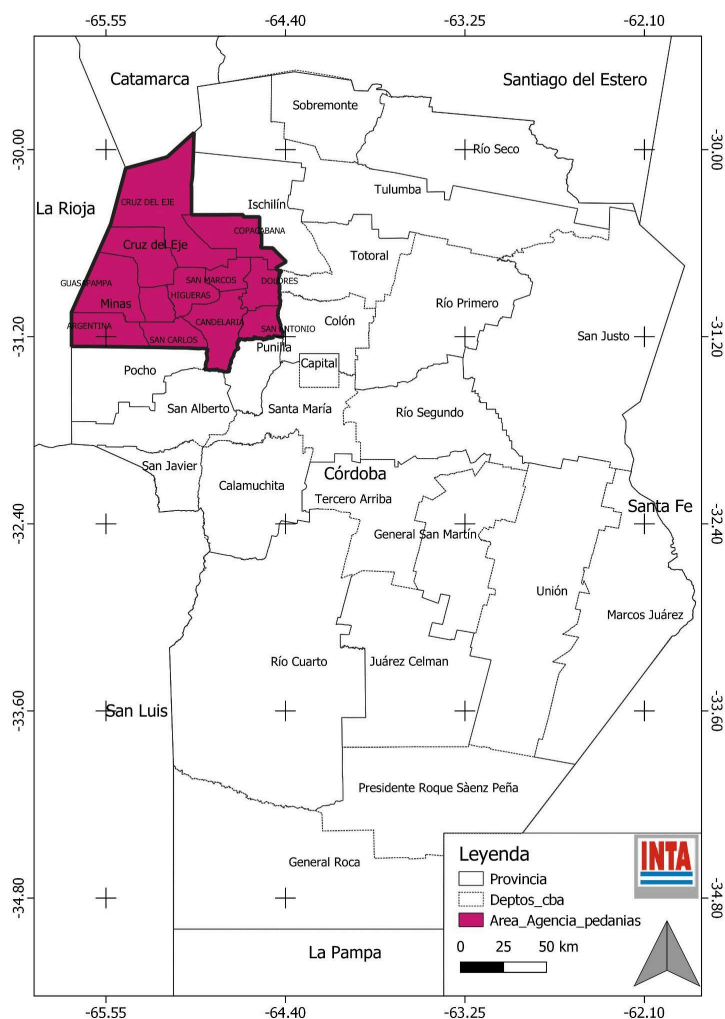 -65.55 -64.40 -63.25 -62.10
Catamarca
Santiago del Estero
Sobremonte
-30.00
Río Seco
-30.00
Tulumba
CRUZ DEL EJE
Ischilín
La Rioja
COPACABANA
Cruz del Eje
Totoral
GUASAPAMPA
SAN MARCOS
DOLORES
HIGUERAS
Minas
Río Primero
ARGENTINA
CANDELARIA
SAN ANTONIO
Colón
-31.20
SAN CARLOS
Punilla
San Justo
-31.20
Pocho
Capital
San Alberto
Santa María
Río Segundo
San Javier
Córdoba
Calamuchita
Tercero Arriba
Santa Fe
-32.40
General San Martín
-32.40
Unión
Marcos Juárez
Río Cuarto
Juárez Celman
-33.60
San Luis
-33.60
Presidente Roque Sàenz Peña
General Roca
-34.80
La Pampa
Leyenda
Provincia
Deptos_cba
Area_Agencia_pedanias
0 25 50 km
INTA
-34.80
-65.55 -64.40 -63.25 -62.10